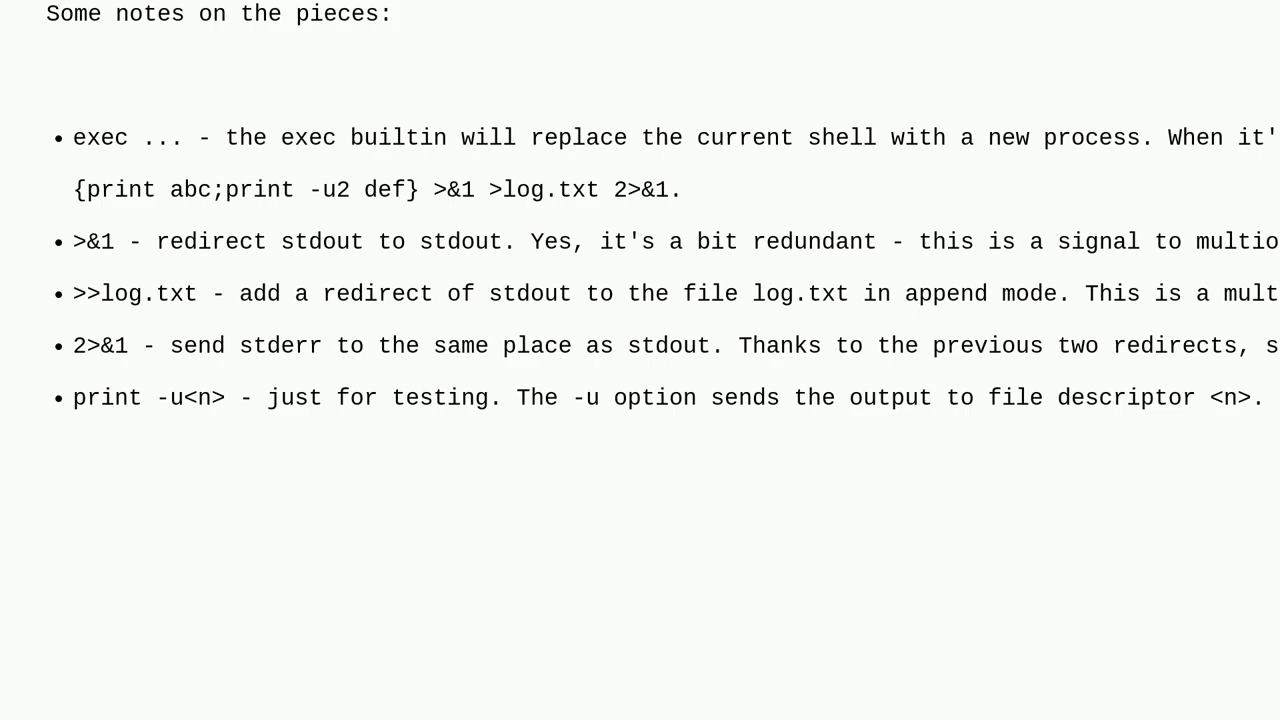 Some notes on the pieces:
• exec ... - the exec builtin will replace the current shell with a new process. When it'
{print abc;print -u2 def} >&1 >log.txt 2>&1.
• >&1 - redirect stdout to stdout. Yes, it's a bit redundant - this is a signal to multio
• >>log.txt - add a redirect of stdout to the file log.txt in append mode. This is a mult
• 2>&1 - send stderr to the same place as stdout. Thanks to the previous two redirects, s
• print -u<n> - just for testing. The -u option sends the output to file descriptor <n>.